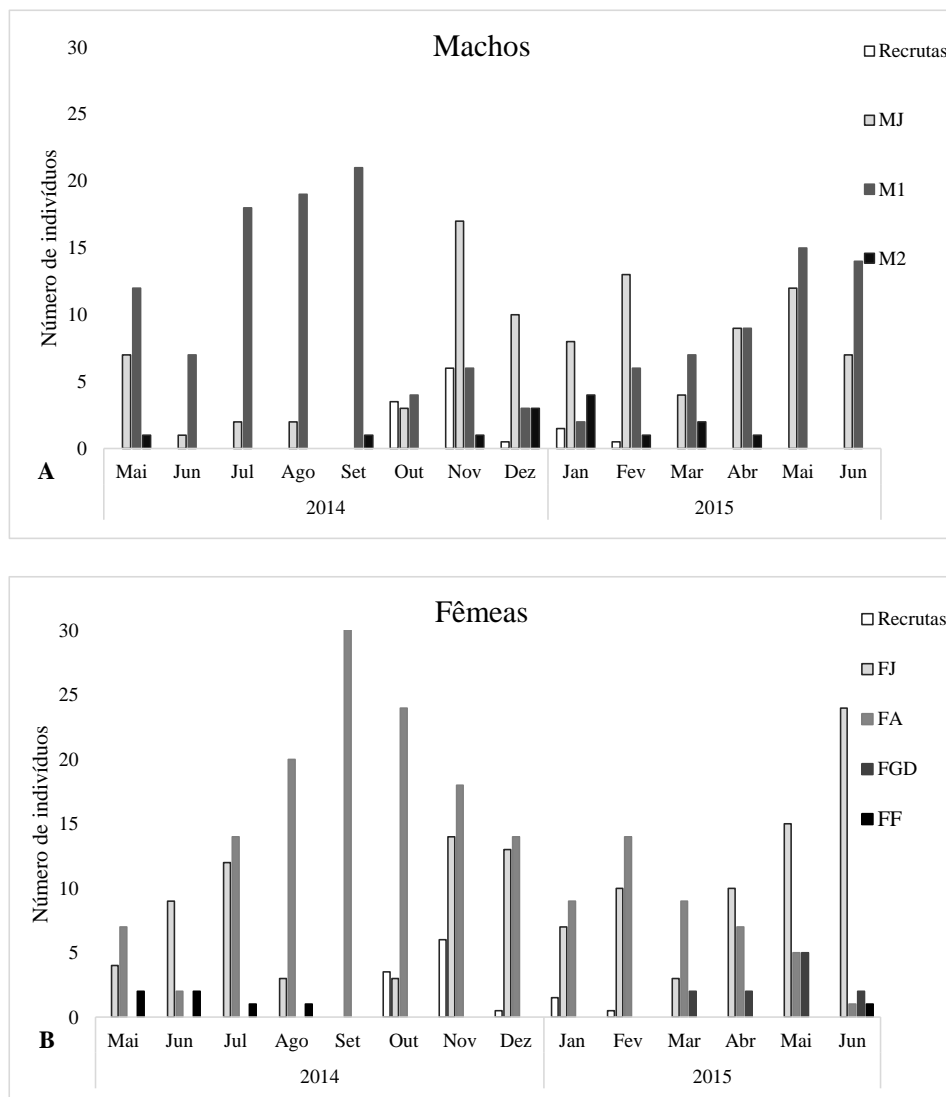 Machos
30
25
20
15
10
5
0
Número de indivíduos
Recrutas
MJ
M1
M2
A
Mai Jun Jul Ago Set Out Nov Dez Jan Fev Mar Abr Mai Jun
2014 2015
Fêmeas
30
25
20
15
10
5
0
Número de indivíduos
Recrutas
FJ
FA
FGD
FF
B
Mai Jun Jul Ago Set Out Nov Dez Jan Fev Mar Abr Mai Jun
2014 2015